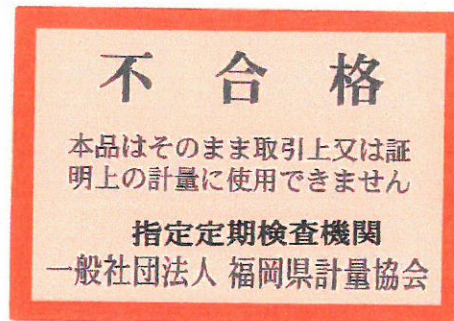 不合格
本品はそのまま取引上又は証
明上の計量に使用できません
指定定期検査機関
一般社団法人 福岡県計量協会